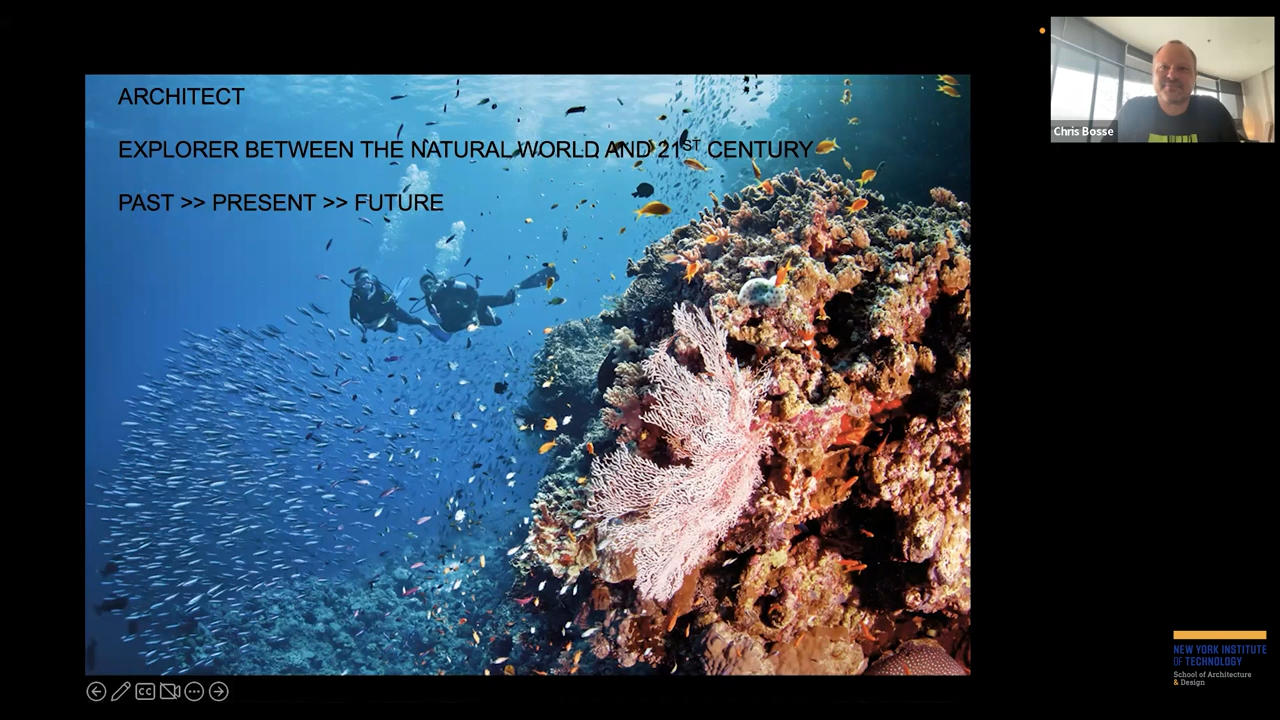 ARCHITECT
EXPLORER BETWEEN THE NATURAL WORLD AND 21ST CENTURY
PAST >> PRESENT >> FUTURE
Chris Bosse
CC
NEW YORK INSTITUTE
OF TECHNOLOGY
School of Architecture
& Design